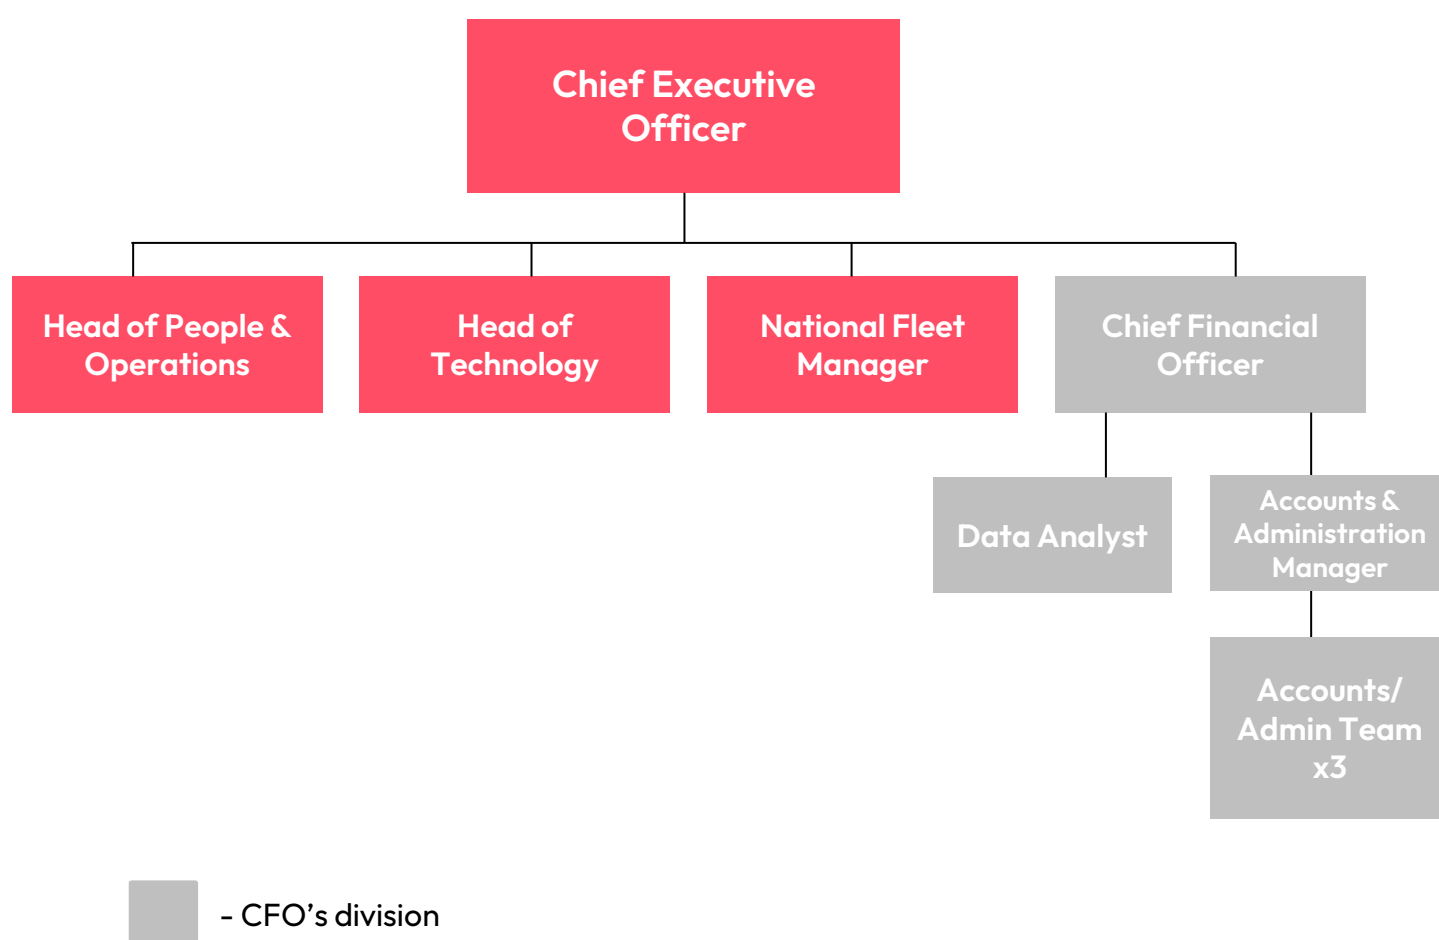 Chief Executive
Officer
Head of People &
Operations
Head of
Technology
National Fleet
Manager
Chief Financial
Officer
Data Analyst
Accounts &
Administration
Manager
Accounts/
Admin Team
x3
- CFO’s division